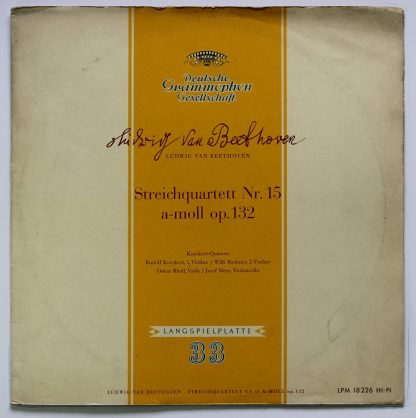 Deutsche
Grammophon
Gesellschaft
Ludwig van Beethoven
LUDWIG VAN BEETHOVEN
Streichquartett Nr. 15
a-moll op. 132
Koeckert-Quartett
Rudolf Koeckert, 1. Violine / Willi Buchner, 2. Violine
Oskar Riedl, Viola / Josef Merz, Violoncello
LANGSPIELPLATTE
33
LUDWIG VAN BEETHOVEN · STREICHQUARTETT NR. 15 A-MOLL op. 132
LPM 18 226 HI-FI